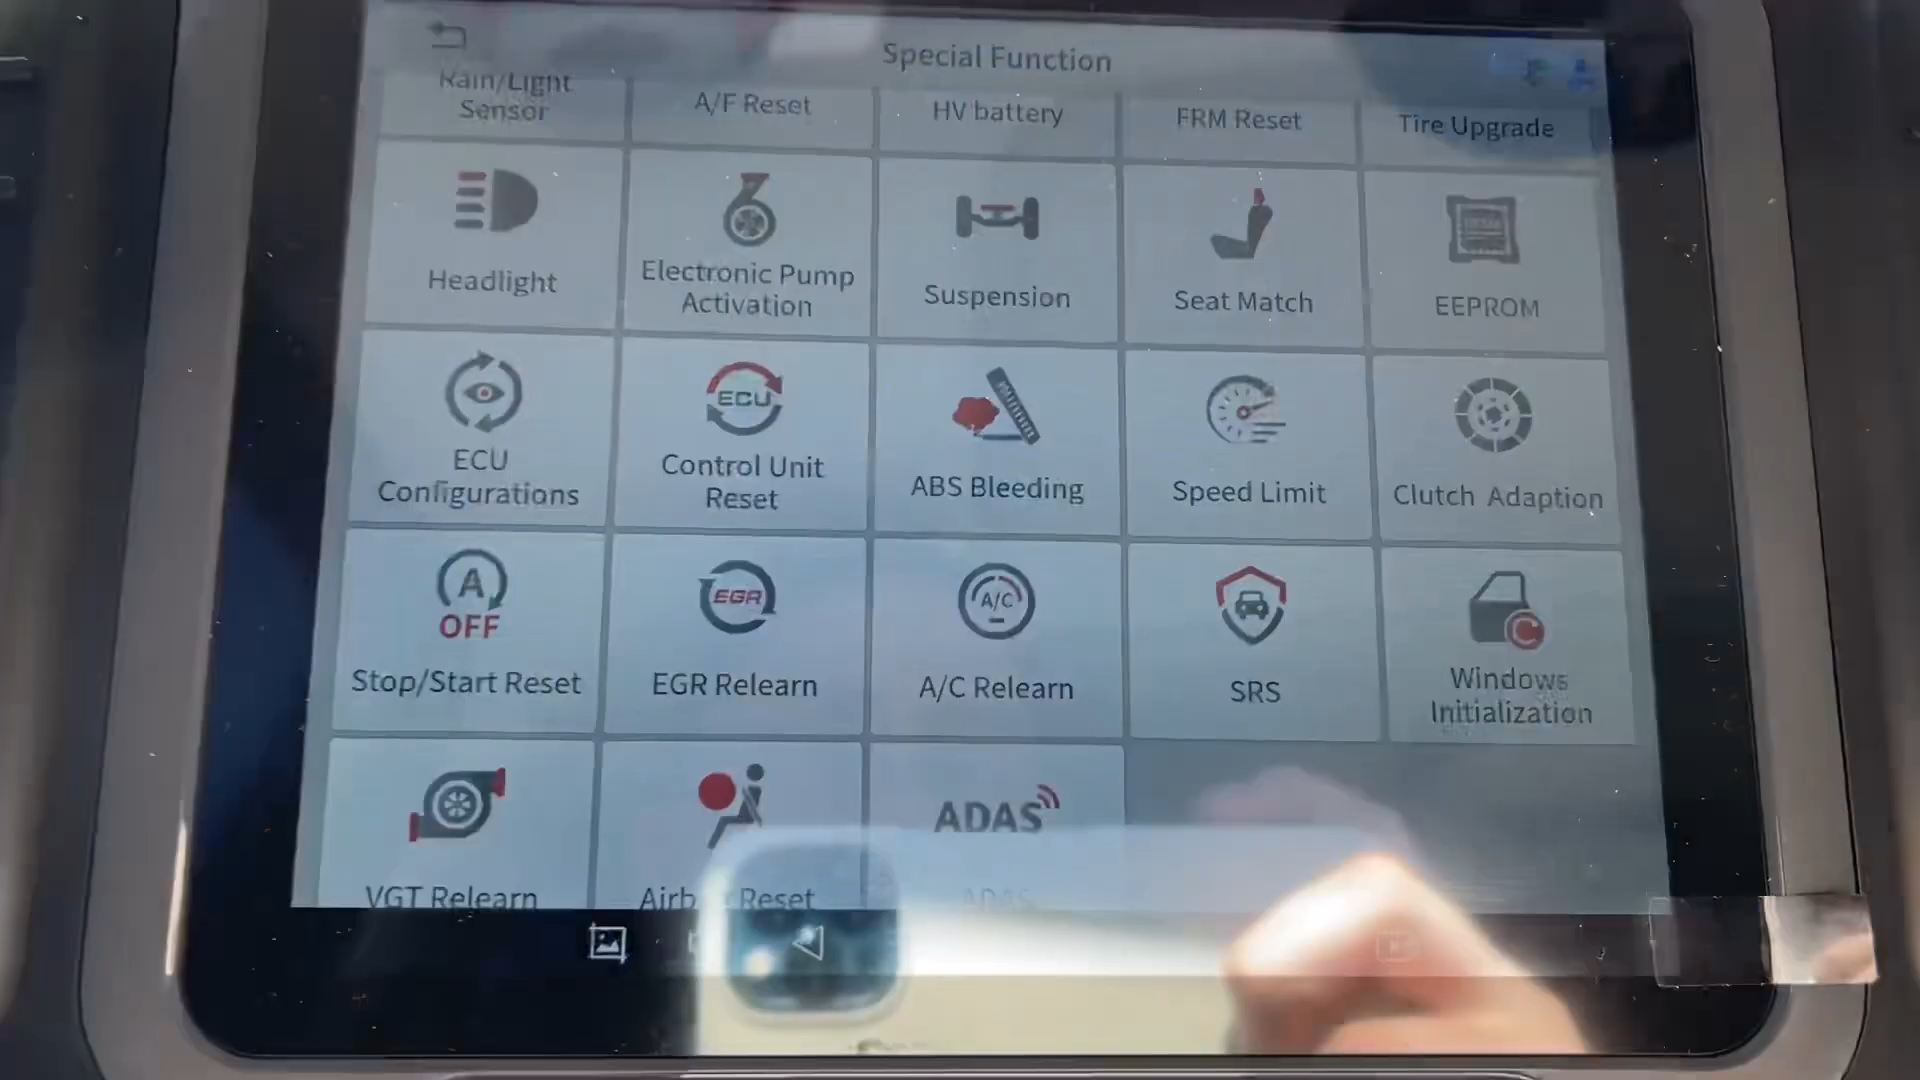 Special Function
Rain/Light
Sensor
A/F Reset
HV battery
FRM Reset
Tire Upgrade
Headlight
Electronic Pump
Activation
Suspension
Seat Match
EEPROM
ECU
Configurations
ECU
Control Unit
Reset
ABS Bleeding
Speed Limit
Clutch Adaption
A
OFF
Stop/Start Reset
EGR
EGR Relearn
A/C
A/C Relearn
SRS
C
Windows
Initialization
VGT Relearn
Reset
ADAS
ADAS